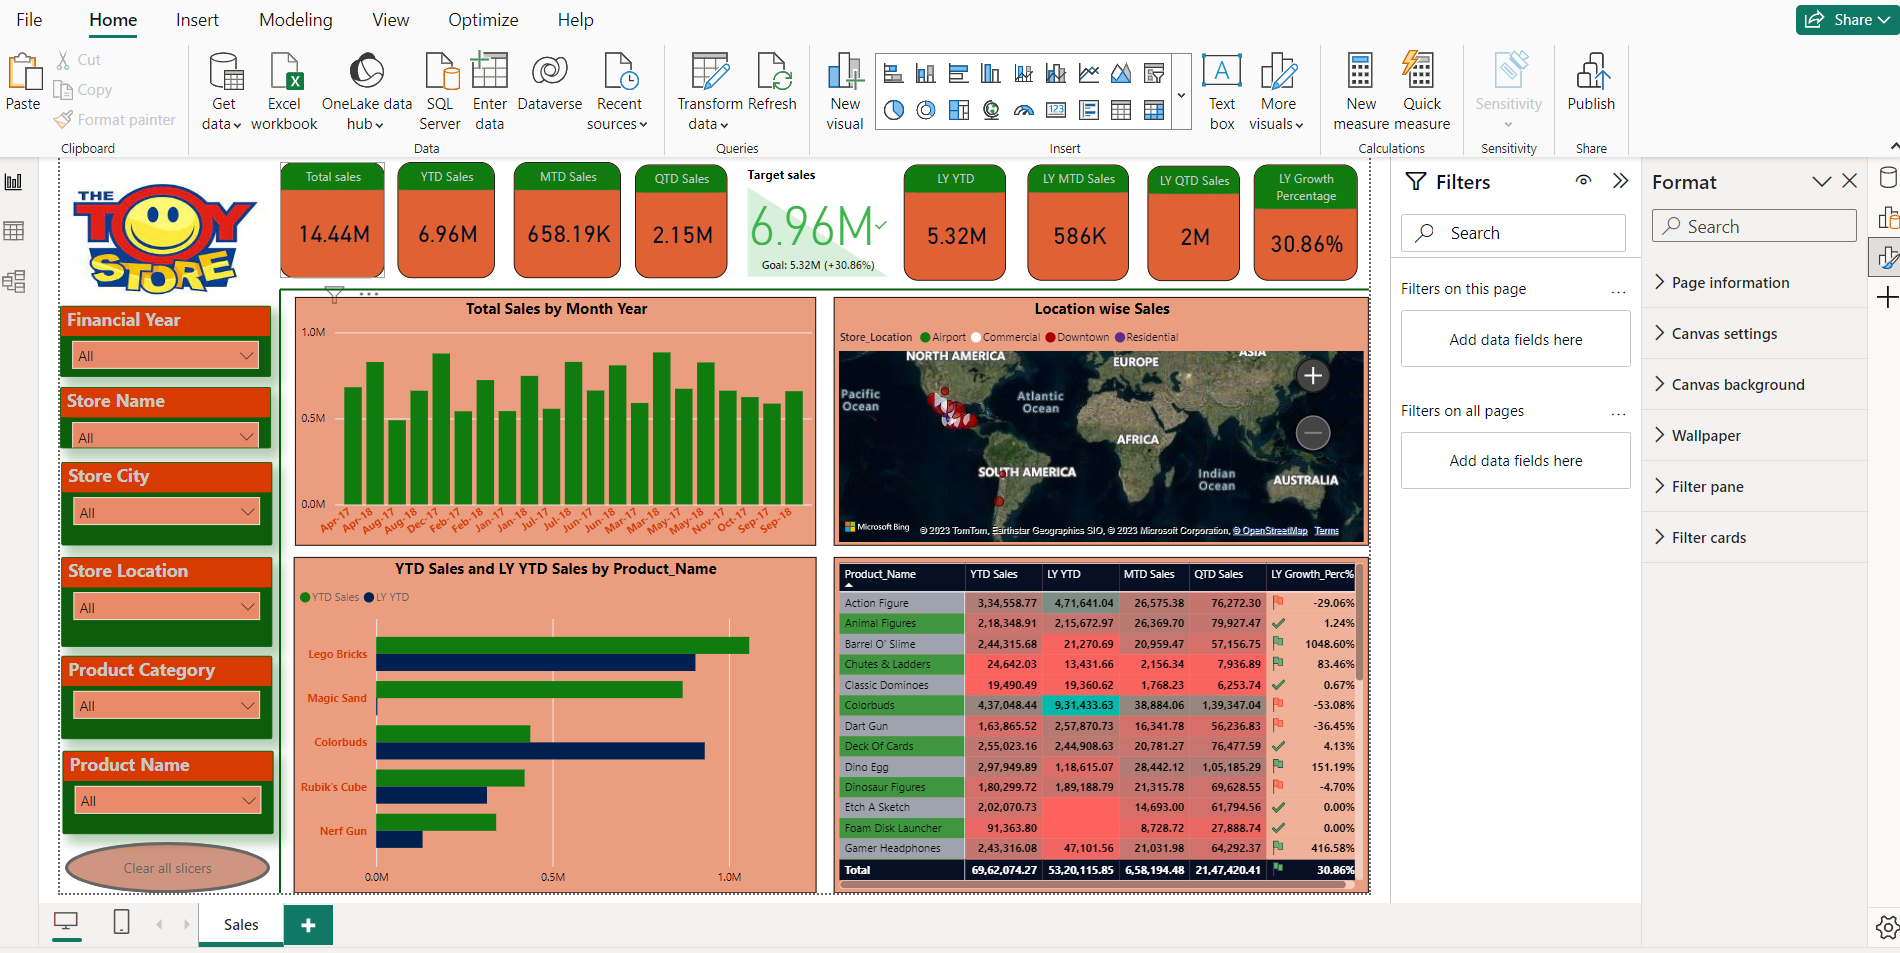 File Home Insert Modeling View Optimize Help Share
Paste
Cut
Copy
Format painter
Clipboard
Get data
Excel workbook
OneLake data hub
SQL Server
Enter data
Dataverse
Recent sources
Data
Transform data
Refresh
Queries
New visual
123
A
Text box
More visuals
Insert
New measure
Quick measure
Calculations
Sensitivity
Sensitivity
Publish
Share
THE
TOY
STORE
Total sales
14.44M
YTD Sales
6.96M
MTD Sales
658.19K
QTD Sales
2.15M
Target sales
6.96M
Goal: 5.32M (+30.86%)
LY YTD
5.32M
LY MTD Sales
586K
LY QTD Sales
2M
LY Growth Percentage
30.86%
Financial Year
All
Store Name
All
Store City
All
Store Location
All
Product Category
All
Product Name
All
Clear all slicers
Total Sales by Month Year
1.0M
0.5M
0.0M
Apr-17 Apr-18 Aug-17 Aug-18 Dec-17 Feb-17 Feb-18 Jan-17 Jan-18 Jul-17 Jul-18 Jun-17 Jun-18 Mar-17 Mar-18 May-17 May-18 Nov-17 Oct-17 Sep-17 Sep-18
Location wise Sales
Store_Location Airport Commercial Downtown Residential
NORTH AMERICA
EUROPE
ASIA
Pacific Ocean
Atlantic Ocean
AFRICA
SOUTH AMERICA
Indian Ocean
AUSTRALIA
Microsoft Bing
© 2023 TomTom, Earthstar Geographics SIO, © 2023 Microsoft Corporation, © OpenStreetMap Terms
YTD Sales and LY YTD Sales by Product_Name
YTD Sales LY YTD
Lego Bricks
Magic Sand
Colorbuds
Rubik's Cube
Nerf Gun
0.0M 0.5M 1.0M
Product_Name YTD Sales LY YTD MTD Sales QTD Sales LY Growth_Perc%
Action Figure 3,34,558.77 4,71,641.04 26,575.38 76,272.30 -29.06%
Animal Figures 2,18,348.91 2,15,672.97 26,369.70 79,927.47 1.24%
Barrel O' Slime 2,44,315.68 21,270.69 20,959.47 57,156.75 1048.60%
Chutes & Ladders 24,642.03 13,431.66 2,156.34 7,936.89 83.46%
Classic Dominoes 19,490.49 19,360.62 1,768.23 6,253.74 0.67%
Colorbuds 4,37,048.44 9,31,433.63 38,884.06 1,39,347.04 -53.08%
Dart Gun 1,63,865.52 2,57,870.73 16,341.78 56,236.83 -36.45%
Deck Of Cards 2,55,023.16 2,44,908.63 20,781.27 76,477.59 4.13%
Dino Egg 2,97,949.89 1,18,615.07 28,442.12 1,05,185.29 151.19%
Dinosaur Figures 1,80,299.72 1,89,188.79 21,315.78 69,628.55 -4.70%
Etch A Sketch 2,02,070.73 14,693.00 61,794.56 0.00%
Foam Disk Launcher 91,363.80 8,728.72 27,888.74 0.00%
Gamer Headphones 2,43,316.08 47,101.56 21,031.98 64,292.37 416.58%
Total 69,62,074.27 53,20,115.85 6,58,194.48 21,47,420.41 30.86%
Filters
Search
Filters on this page ...
Add data fields here
Filters on all pages ...
Add data fields here
Format
Search
Page information
Canvas settings
Canvas background
Wallpaper
Filter pane
Filter cards
Sales